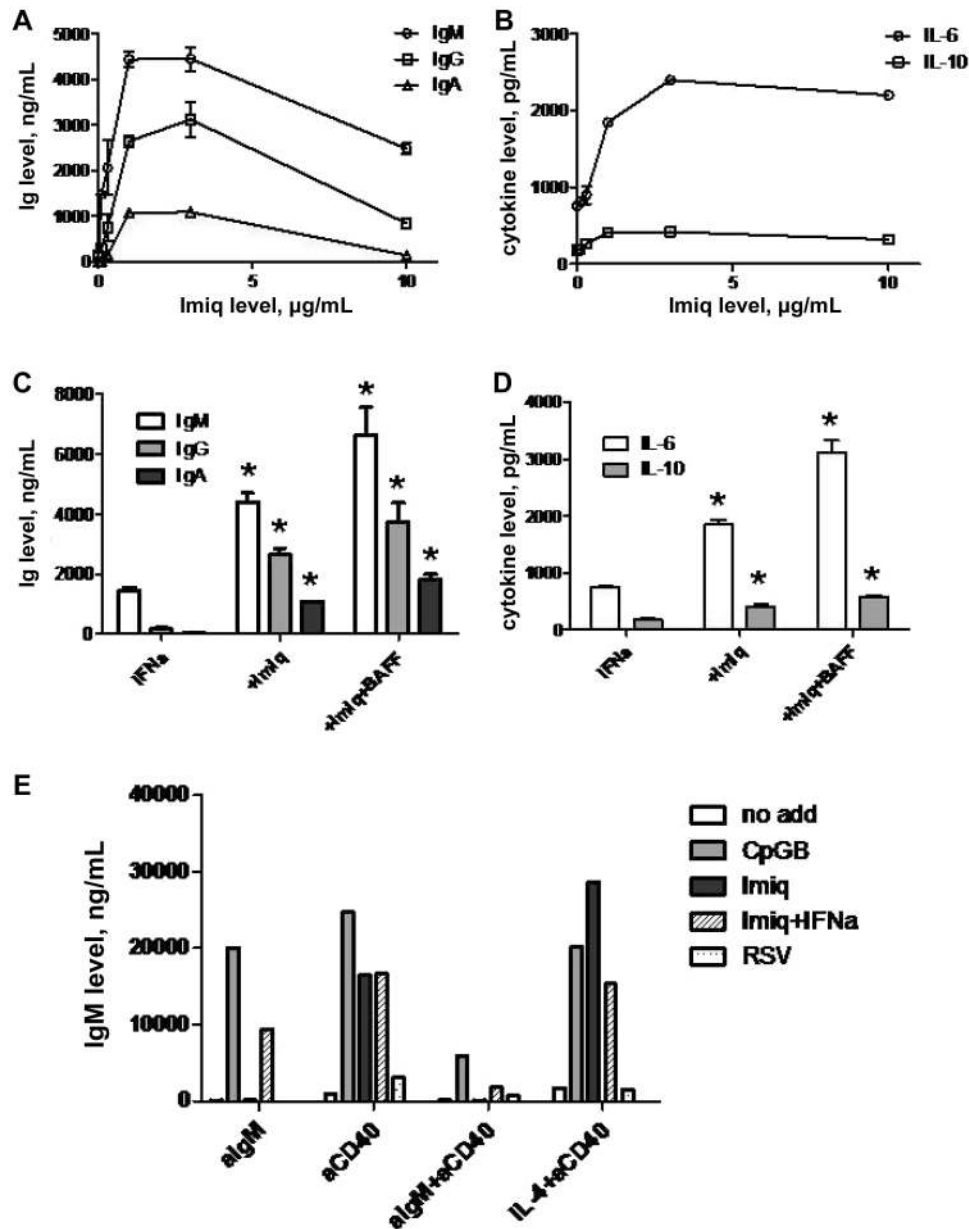 A
Ig level, ng/mL
5000
4000
3000
2000
1000
0
0
5
10
Imiq level, µg/mL
IgM
IgG
IgA
B
cytokine level, pg/mL
3000
2000
1000
0
0
5
10
Imiq level, µg/mL
IL-6
IL-10
C
Ig level, ng/mL
8000
6000
4000
2000
0
IgM
IgG
IgA
*
*
*
*
*
*
IFNa
+Imiq
+Imiq+BAFF
D
cytokine level, pg/mL
4000
3000
2000
1000
0
IL-6
IL-10
*
*
*
*
IFNa
+Imiq
+Imiq+BAFF
E
IgM level, ng/mL
40000
30000
20000
10000
0
aIgM
aCD40
aIgM+aCD40
IL-4+aCD40
no add
CpGB
Imiq
Imiq+IFNa
RSV